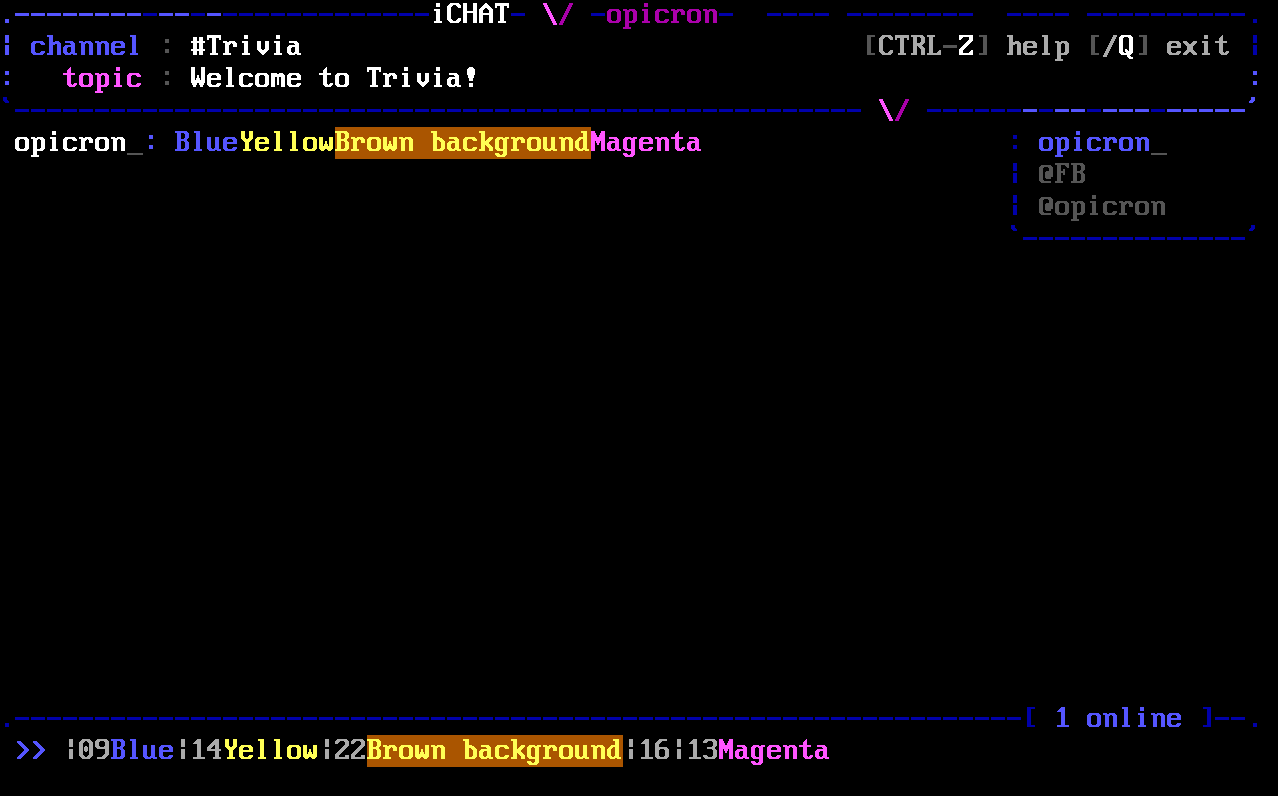 iCHAT \/ opicron
channel : #Trivia [CTRL-Z] help [/Q] exit
topic : Welcome to Trivia!
\/
opicron_: BlueYellowBrown backgroundMagenta : opicron_
¦ @FB
¦ @opicron
[ 1 online ]
>> ¦09Blue¦14Yellow¦22Brown background¦16¦13Magenta